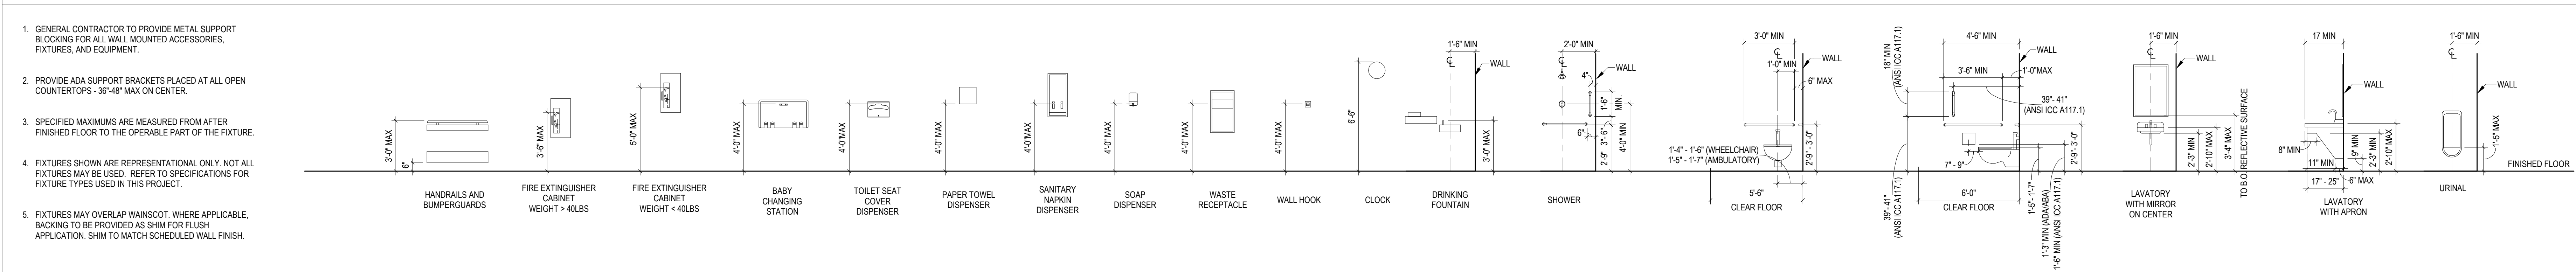 1. GENERAL CONTRACTOR TO PROVIDE METAL SUPPORT
BLOCKING FOR ALL WALL MOUNTED ACCESSORIES,
FIXTURES, AND EQUIPMENT.
2. PROVIDE ADA SUPPORT BRACKETS PLACED AT ALL OPEN
COUNTERTOPS - 36"-48" MAX ON CENTER.
3. SPECIFIED MAXIMUMS ARE MEASURED FROM AFTER
FINISHED FLOOR TO THE OPERABLE PART OF THE FIXTURE.
4. FIXTURES SHOWN ARE REPRESENTATIONAL ONLY. NOT ALL
FIXTURES MAY BE USED. REFER TO SPECIFICATIONS FOR
FIXTURE TYPES USED IN THIS PROJECT.
5. FIXTURES MAY OVERLAP WAINSCOT. WHERE APPLICABLE,
BACKING TO BE PROVIDED AS SHIM FOR FLUSH
APPLICATION. SHIM TO MATCH SCHEDULED WALL FINISH.
3'-0" MAX
6"
HANDRAILS AND
BUMPERGUARDS
3'-6" MAX
FIRE EXTINGUISHER
CABINET
WEIGHT > 40LBS
5'-0" MAX
FIRE EXTINGUISHER
CABINET
WEIGHT < 40LBS
4'-0" MAX
BABY
CHANGING
STATION
4'-0"MAX
TOILET SEAT
COVER
DISPENSER
4'-0" MAX
PAPER TOWEL
DISPENSER
4'-0"MAX
SANITARY
NAPKIN
DISPENSER
4'-0" MAX
SOAP
DISPENSER
4'-0" MAX
WASTE
RECEPTACLE
4'-0" MAX
WALL HOOK
6'-6"
CLOCK
1'-6" MIN
WALL
3'-0" MAX
DRINKING
FOUNTAIN
2'-0" MIN
WALL
4"
1'-6"
MIN.
6"
2'-9"
3'- 6"
4'-0" MIN
SHOWER
3'-0" MIN
WALL
1'-0" MIN
6" MAX
1'-4" - 1'-6" (WHEELCHAIR)
1'-5" - 1'-7" (AMBULATORY)
2'-9" - 3'-0"
5'-6"
CLEAR FLOOR
18" MIN
(ANSI ICC A117.1)
4'-6" MIN
WALL
3'-6" MIN
1'-0"MAX
39"- 41"
(ANSI ICC A117.1)
7" - 9"
2'-9"- 3'-0"
39"- 41"
(ANSI ICC A117.1)
6'-0"
CLEAR FLOOR
1'-5"- 1'-7"
1'-3" MIN (ADA/ABA)
1'-6" MIN (ANSI ICC A117.1)
1'-6" MIN
WALL
2'-3" MIN
2'-10" MAX
3'-4" MAX
TO B.O. REFLECTIVE SURFACE
LAVATORY
WITH MIRROR
ON CENTER
17 MIN
WALL
8" MIN
11" MIN
9" MIN
2'-3" MIN
2'-10" MAX
17" - 25"
6" MAX
LAVATORY
WITH APRON
1'-6" MIN
WALL
1'-5" MAX
URINAL
FINISHED FLOOR